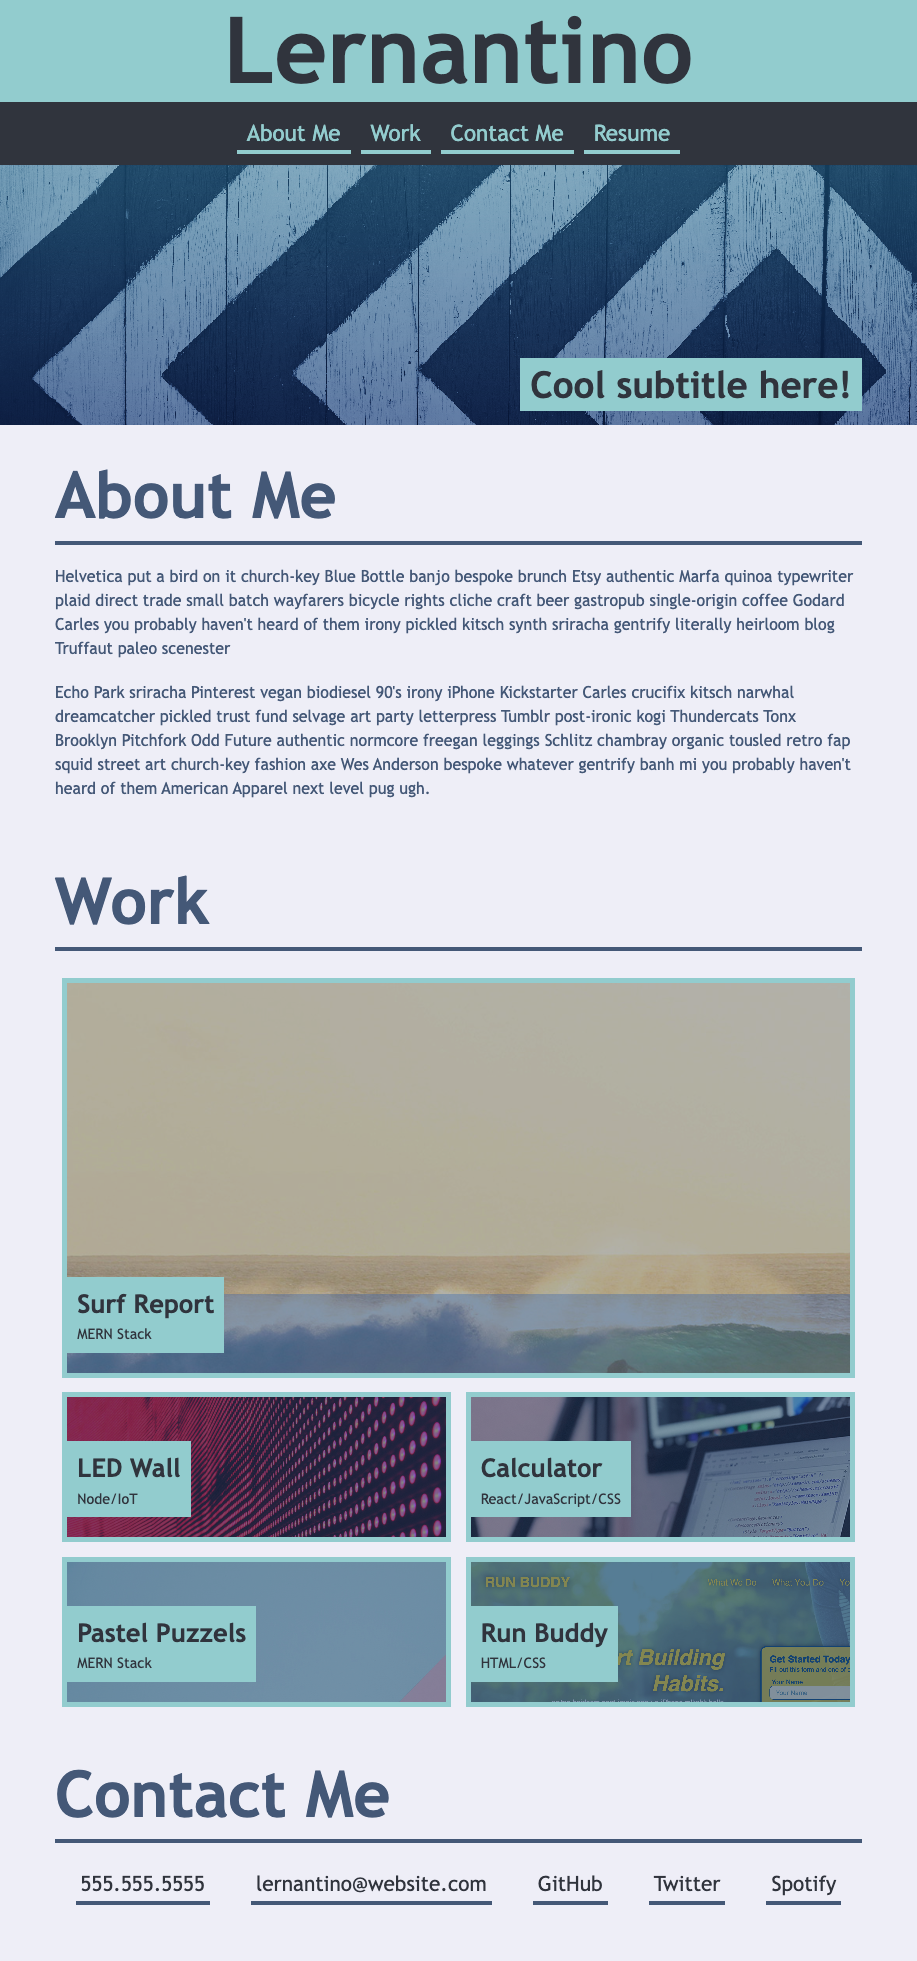 Lernantino
About Me Work Contact Me Resume
Cool subtitle here!
About Me
Helvetica put a bird on it church-key Blue Bottle banjo bespoke brunch Etsy authentic Marfa quinoa typewriter
plaid direct trade small batch wayfarers bicycle rights cliche craft beer gastropub single-origin coffee Godard
Carles you probably haven't heard of them irony pickled kitsch synth sriracha gentrify literally heirloom blog
Truffaut paleo scenester
Echo Park sriracha Pinterest vegan biodiesel 90's irony iPhone Kickstarter Carles crucifix kitsch narwhal
dreamcatcher pickled trust fund selvage art party letterpress Tumblr post-ironic kogi Thundercats Tonx
Brooklyn Pitchfork Odd Future authentic normcore freegan leggings Schlitz chambray organic tousled retro fap
squid street art church-key fashion axe Wes Anderson bespoke whatever gentrify banh mi you probably haven't
heard of them American Apparel next level pug ugh.
Work
Surf Report
MERN Stack
LED Wall
Node/IoT
Calculator
React/JavaScript/CSS
Pastel Puzzels
MERN Stack
RUN BUDDY What We Do What You Do
Run Buddy
HTML/CSS
Building
Habits.
Get Started Today
Your Name
Your Name
Contact Me
555.555.5555 lernantino@website.com GitHub Twitter Spotify